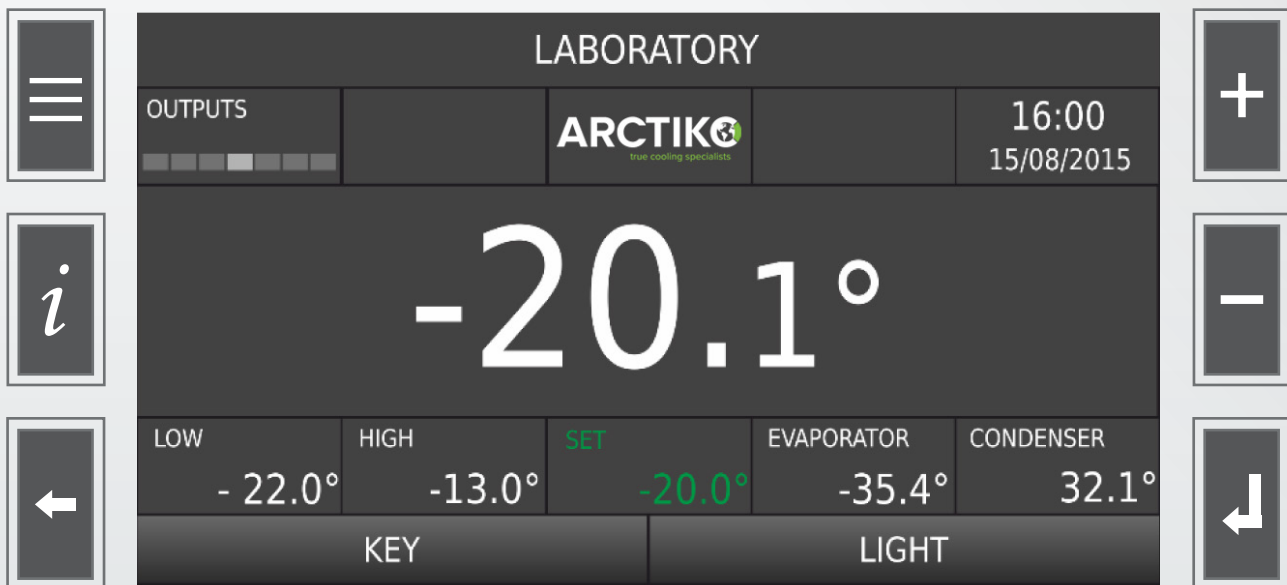 LABORATORY
OUTPUTS
ARCTIKO
true cooling specialists
16:00
15/08/2015
i
-20.1°
LOW
- 22.0°
HIGH
-13.0°
SET
-20.0°
EVAPORATOR
-35.4°
CONDENSER
32.1°
KEY
LIGHT